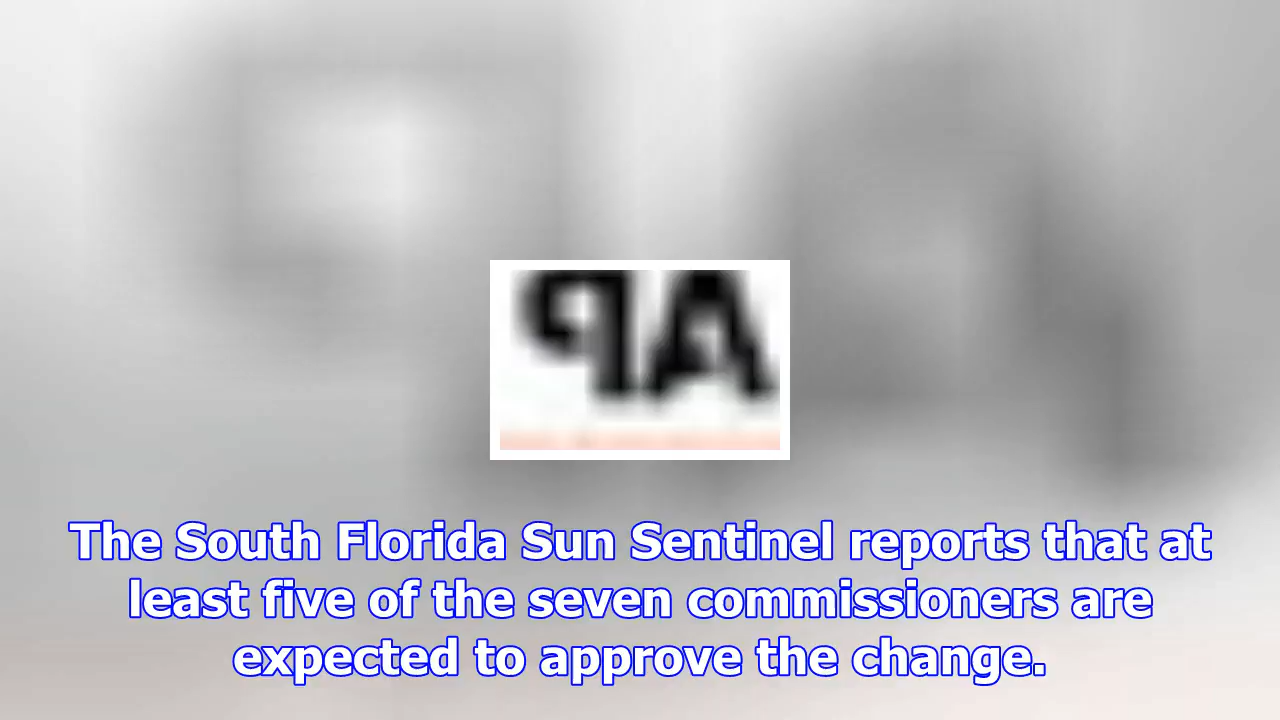 AP
The South Florida Sun Sentinel reports that at
least five of the seven commissioners are
expected to approve the change.